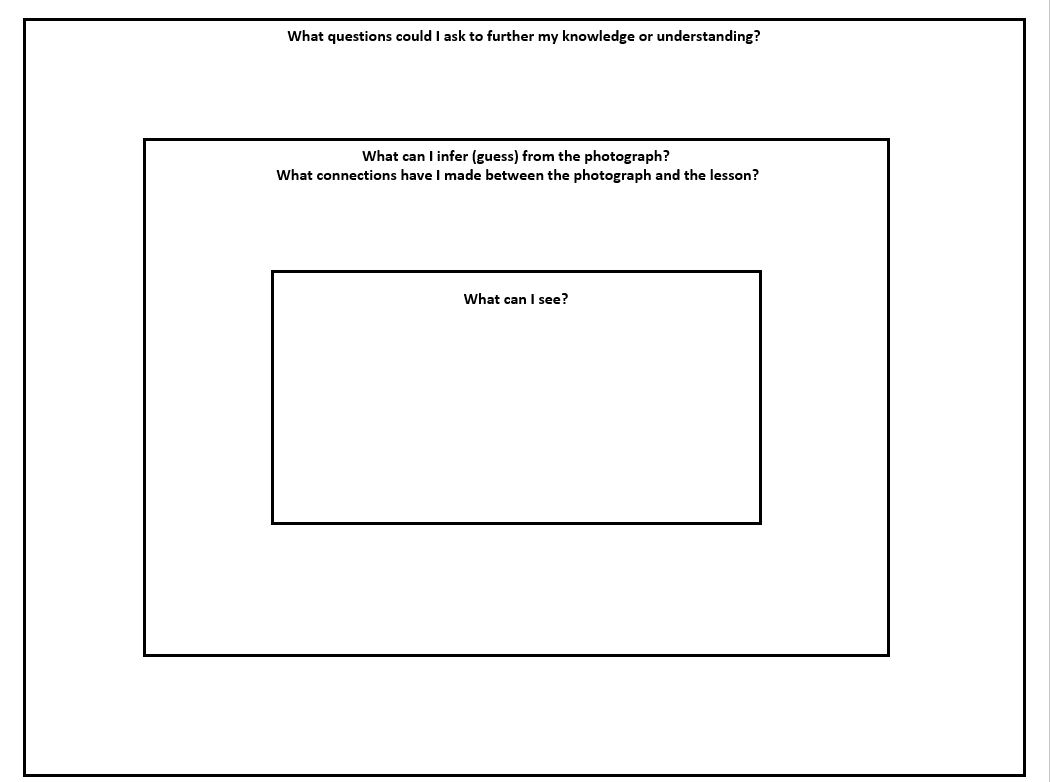 What questions could I ask to further my knowledge or understanding?
What can I infer (guess) from the photograph?
What connections have I made between the photograph and the lesson?
What can I see?